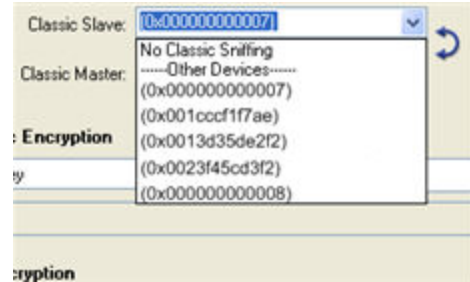 Classic Slave: (0x000000000007)
No Classic Sniffing
------Other Devices------
Classic Master:
(0x000000000007)
(0x001cccf1f7ae)
: Encryption
(0x0013d35de2f2)
(0x0023f45cd3f2)
ey
(0x000000000008)
cryption